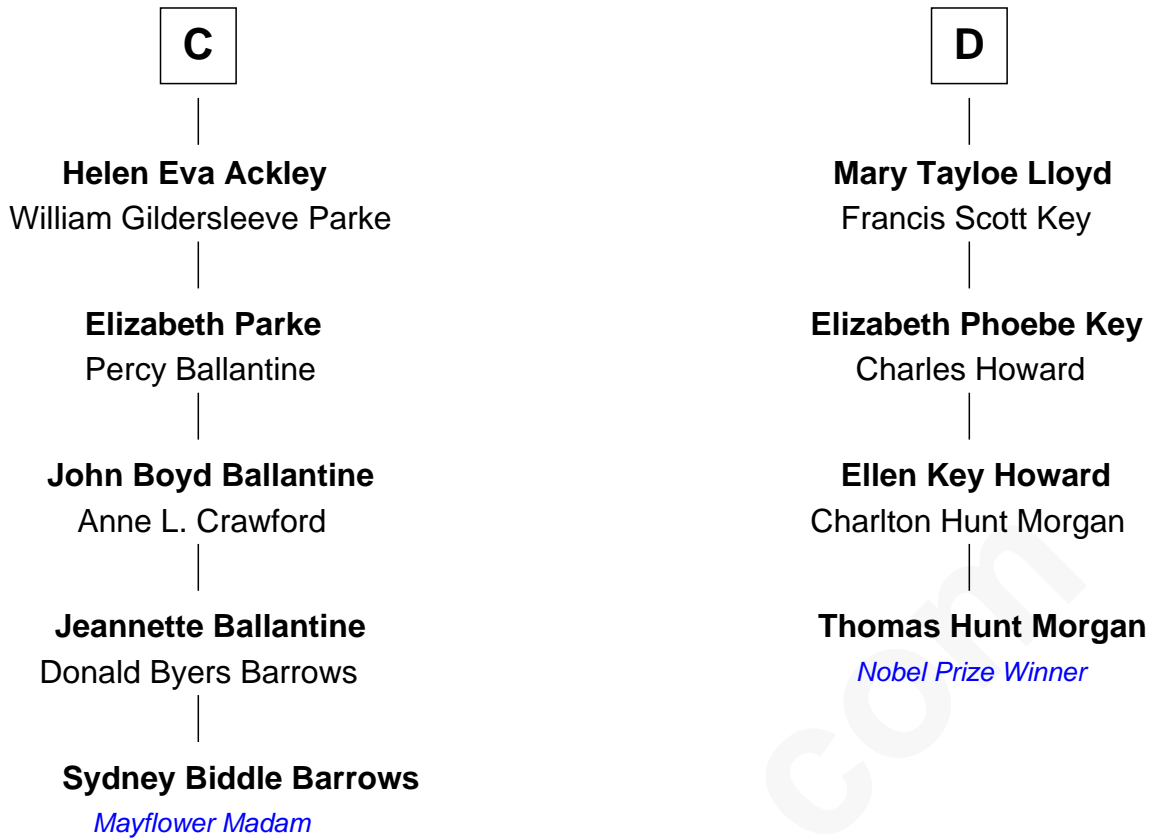 C
Helen Eva Ackley
William Gildersleeve Parke
Elizabeth Parke
Percy Ballantine
John Boyd Ballantine
Anne L. Crawford
Jeannette Ballantine
Donald Byers Barrows
Sydney Biddle Barrows
Mayflower Madam
D
Mary Tayloe Lloyd
Francis Scott Key
Elizabeth Phoebe Key
Charles Howard
Ellen Key Howard
Charlton Hunt Morgan
Thomas Hunt Morgan
Nobel Prize Winner
com